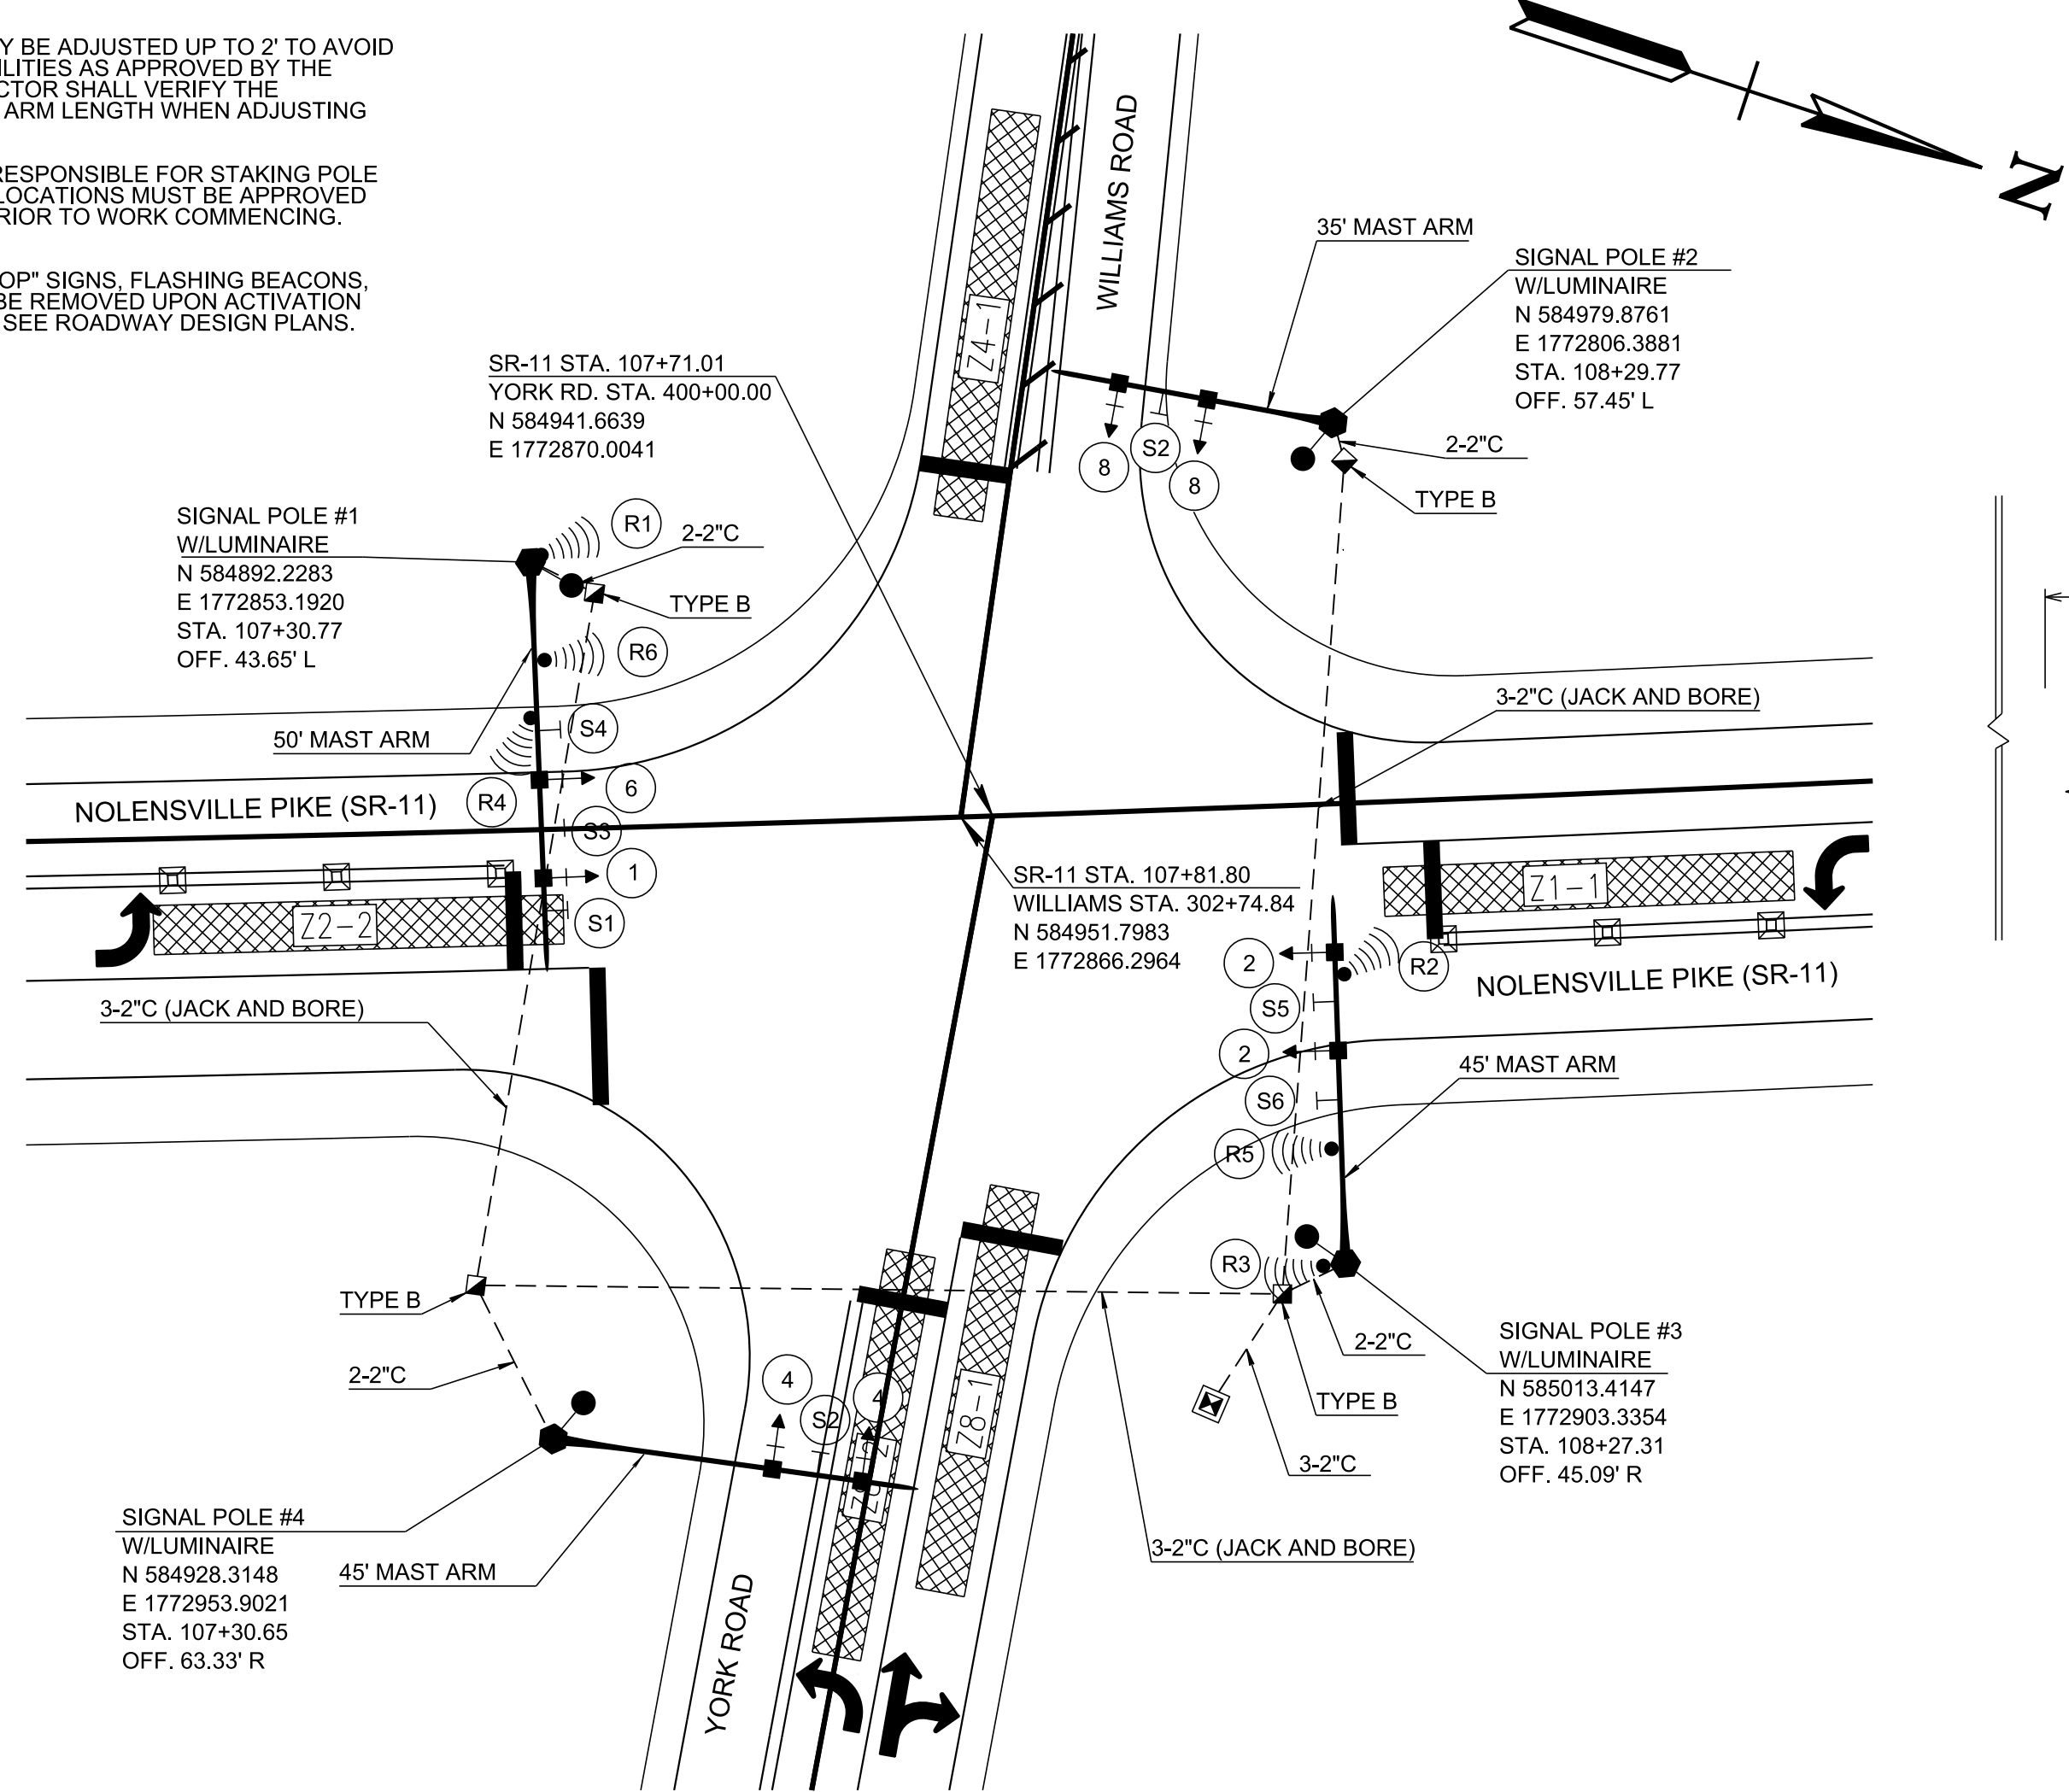 Y BE ADJUSTED UP TO 2' TO AVOID
ILITIES AS APPROVED BY THE
CTOR SHALL VERIFY THE
ARM LENGTH WHEN ADJUSTING
RESPONSIBLE FOR STAKING POLE
LOCATIONS MUST BE APPROVED
RIOR TO WORK COMMENCING.
OP" SIGNS, FLASHING BEACONS,
BE REMOVED UPON ACTIVATION
SEE ROADWAY DESIGN PLANS.
N
WILLIAMS ROAD
Z4-1
35' MAST ARM
SIGNAL POLE #2
W/LUMINAIRE
N 584979.8761
E 1772806.3881
STA. 108+29.77
OFF. 57.45' L
2-2"C
TYPE B
8
S2
8
SR-11 STA. 107+71.01
YORK RD. STA. 400+00.00
N 584941.6639
E 1772870.0041
SIGNAL POLE #1
W/LUMINAIRE
N 584892.2283
E 1772853.1920
STA. 107+30.77
OFF. 43.65' L
R1
2-2"C
TYPE B
R6
S4
50' MAST ARM
R4
6
S3
1
S1
NOLENSVILLE PIKE (SR-11)
Z2-2
3-2"C (JACK AND BORE)
3-2"C (JACK AND BORE)
SR-11 STA. 107+81.80
WILLIAMS STA. 302+74.84
N 584951.7983
E 1772866.2964
Z1-1
NOLENSVILLE PIKE (SR-11)
2
R2
S5
2
S6
R5
R3
45' MAST ARM
TYPE B
2-2"C
4
S2
4
Z8-1
2-2"C
TYPE B
3-2"C
SIGNAL POLE #3
W/LUMINAIRE
N 585013.4147
E 1772903.3354
STA. 108+27.31
OFF. 45.09' R
3-2"C (JACK AND BORE)
SIGNAL POLE #4
W/LUMINAIRE
N 584928.3148
E 1772953.9021
STA. 107+30.65
OFF. 63.33' R
45' MAST ARM
YORK ROAD